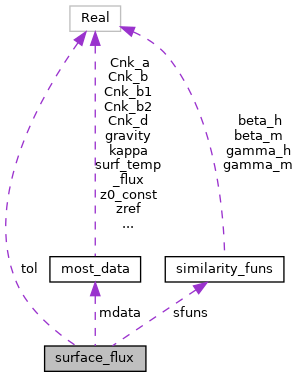 Real
Cnk_a
Cnk_b
Cnk_b1
Cnk_b2
Cnk_d
gravity
kappa
surf_temp
_flux
z0_const
zref
...
beta_h
beta_m
gamma_h
gamma_m
tol
most_data
similarity_funs
mdata
sfuns
surface_flux